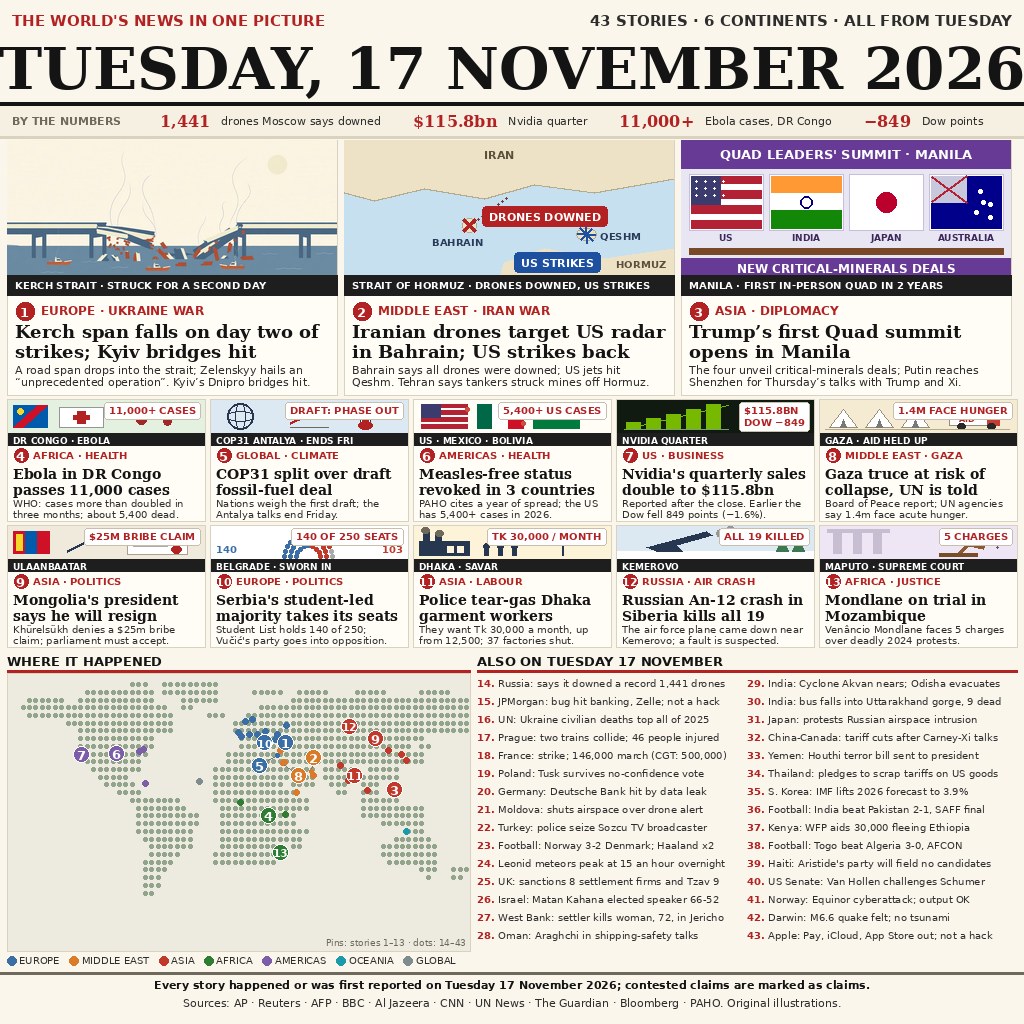 THE WORLD'S NEWS IN ONE PICTURE
43 STORIES · 6 CONTINENTS · ALL FROM TUESDAY
TUESDAY, 17 NOVEMBER 2026
BY THE NUMBERS
1,441 drones Moscow says downed
$115.8bn Nvidia quarter
11,000+ Ebola cases, DR Congo
−849 Dow points
KERCH STRAIT · STRUCK FOR A SECOND DAY
1 EUROPE · UKRAINE WAR
Kerch span falls on day two of
strikes; Kyiv bridges hit
A road span drops into the strait; Zelenskyy hails an
“unprecedented operation”. Kyiv’s Dnipro bridges hit.
IRAN
DRONES DOWNED
BAHRAIN
QESHM
US STRIKES
HORMUZ
STRAIT OF HORMUZ · DRONES DOWNED, US STRIKES
2 MIDDLE EAST · IRAN WAR
Iranian drones target US radar
in Bahrain; US strikes back
Bahrain says all drones were downed; US jets hit
Qeshm. Tehran says tankers struck mines off Hormuz.
QUAD LEADERS' SUMMIT · MANILA
US
INDIA
JAPAN
AUSTRALIA
NEW CRITICAL-MINERALS DEALS
MANILA · FIRST IN-PERSON QUAD IN 2 YEARS
3 ASIA · DIPLOMACY
Trump’s first Quad summit
opens in Manila
The four unveil critical-minerals deals; Putin reaches
Shenzhen for Thursday’s talks with Trump and Xi.
11,000+ CASES
DR CONGO · EBOLA
4 AFRICA · HEALTH
Ebola in DR Congo
passes 11,000 cases
WHO: cases more than doubled in
three months; about 5,400 dead.
DRAFT: PHASE OUT
COP31 ANTALYA · ENDS FRI
5 GLOBAL · CLIMATE
COP31 split over draft
fossil-fuel deal
Nations weigh the first draft; the
Antalya talks end Friday.
5,400+ US CASES
US · MEXICO · BOLIVIA
6 AMERICAS · HEALTH
Measles-free status
revoked in 3 countries
PAHO cites a year of spread; the US
has 5,400+ cases in 2026.
$115.8BN
DOW −849
NVIDIA QUARTER
7 US · BUSINESS
Nvidia's quarterly sales
double to $115.8bn
Reported after the close. Earlier the
Dow fell 849 points (−1.6%).
1.4M FACE HUNGER
GAZA · AID HELD UP
8 MIDDLE EAST · GAZA
Gaza truce at risk of
collapse, UN is told
Board of Peace report; UN agencies
say 1.4m face acute hunger.
$25M BRIBE CLAIM
ULAANBAATAR
9 ASIA · POLITICS
Mongolia's president
says he will resign
Khürelsükh denies a $25m bribe
claim; parliament must accept.
140 OF 250 SEATS
140
103
BELGRADE · SWORN IN
10 EUROPE · POLITICS
Serbia's student-led
majority takes its seats
Student List holds 140 of 250;
Vučić's party goes into opposition.
TK 30,000 / MONTH
DHAKA · SAVAR
11 ASIA · LABOUR
Police tear-gas Dhaka
garment workers
They want Tk 30,000 a month, up
from 12,500; 37 factories shut.
ALL 19 KILLED
KEMEROVO
12 RUSSIA · AIR CRASH
Russian An-12 crash in
Siberia kills all 19
The air force plane came down near
Kemerovo; a fault is suspected.
5 CHARGES
MAPUTO · SUPREME COURT
13 AFRICA · JUSTICE
Mondlane on trial in
Mozambique
Venâncio Mondlane faces 5 charges
over deadly 2024 protests.
WHERE IT HAPPENED
12
9
10
1
7
6
2
5
8
11
3
4
13
Pins: stories 1–13 · dots: 14–43
EUROPE
MIDDLE EAST
ASIA
AFRICA
AMERICAS
OCEANIA
GLOBAL
ALSO ON TUESDAY 17 NOVEMBER
14. Russia: says it downed a record 1,441 drones
15. JPMorgan: bug hit banking, Zelle; not a hack
16. UN: Ukraine civilian deaths top all of 2025
17. Prague: two trains collide; 46 people injured
18. France: strike; 146,000 march (CGT: 500,000)
19. Poland: Tusk survives no-confidence vote
20. Germany: Deutsche Bank hit by data leak
21. Moldova: shuts airspace over drone alert
22. Turkey: police seize Sozcu TV broadcaster
23. Football: Norway 3-2 Denmark; Haaland x2
24. Leonid meteors peak at 15 an hour overnight
25. UK: sanctions 8 settlement firms and Tzav 9
26. Israel: Matan Kahana elected speaker 66-52
27. West Bank: settler kills woman, 72, in Jericho
28. Oman: Araghchi in shipping-safety talks
29. India: Cyclone Akvan nears; Odisha evacuates
30. India: bus falls into Uttarakhand gorge, 9 dead
31. Japan: protests Russian airspace intrusion
32. China-Canada: tariff cuts after Carney-Xi talks
33. Yemen: Houthi terror bill sent to president
34. Thailand: pledges to scrap tariffs on US goods
35. S. Korea: IMF lifts 2026 forecast to 3.9%
36. Football: India beat Pakistan 2-1, SAFF final
37. Kenya: WFP aids 30,000 fleeing Ethiopia
38. Football: Togo beat Algeria 3-0, AFCON
39. Haiti: Aristide's party will field no candidates
40. US Senate: Van Hollen challenges Schumer
41. Norway: Equinor cyberattack; output OK
42. Darwin: M6.6 quake felt; no tsunami
43. Apple: Pay, iCloud, App Store out; not a hack
Every story happened or was first reported on Tuesday 17 November 2026; contested claims are marked as claims.
Sources: AP · Reuters · AFP · BBC · Al Jazeera · CNN · UN News · The Guardian · Bloomberg · PAHO. Original illustrations.